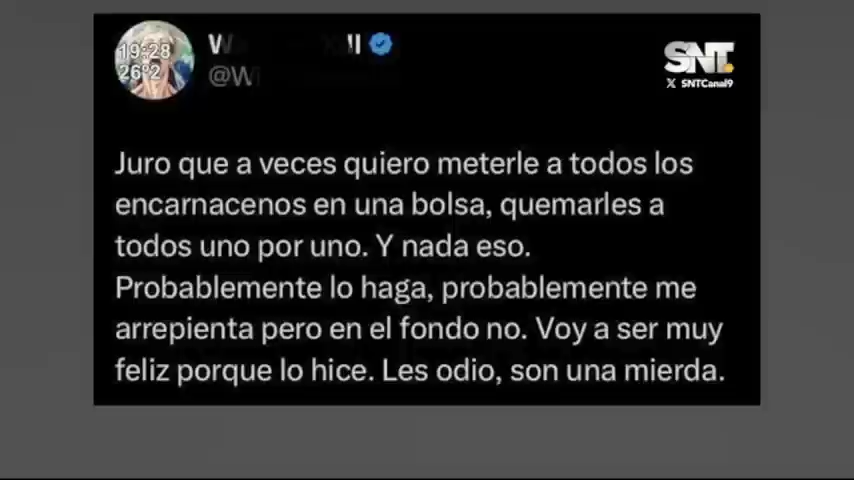 19:28
26°2
SNT
X SNTCanal9
Juro que a veces quiero meterle a todos los
encarnacenos en una bolsa, quemarles a
todos uno por uno. Y nada eso.
Probablemente lo haga, probablemente me
arrepienta pero en el fondo no. Voy a ser muy
feliz porque lo hice. Les odio, son una mierda.